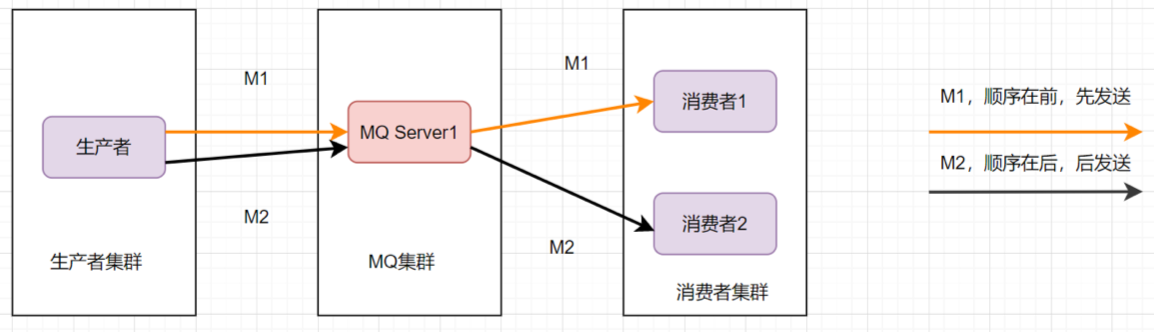 M1
M1
生产者
MQ Server1
消费者1
M1，顺序在前，先发送
M2，顺序在后，后发送
M2
M2
消费者2
生产者集群
MQ集群
消费者集群